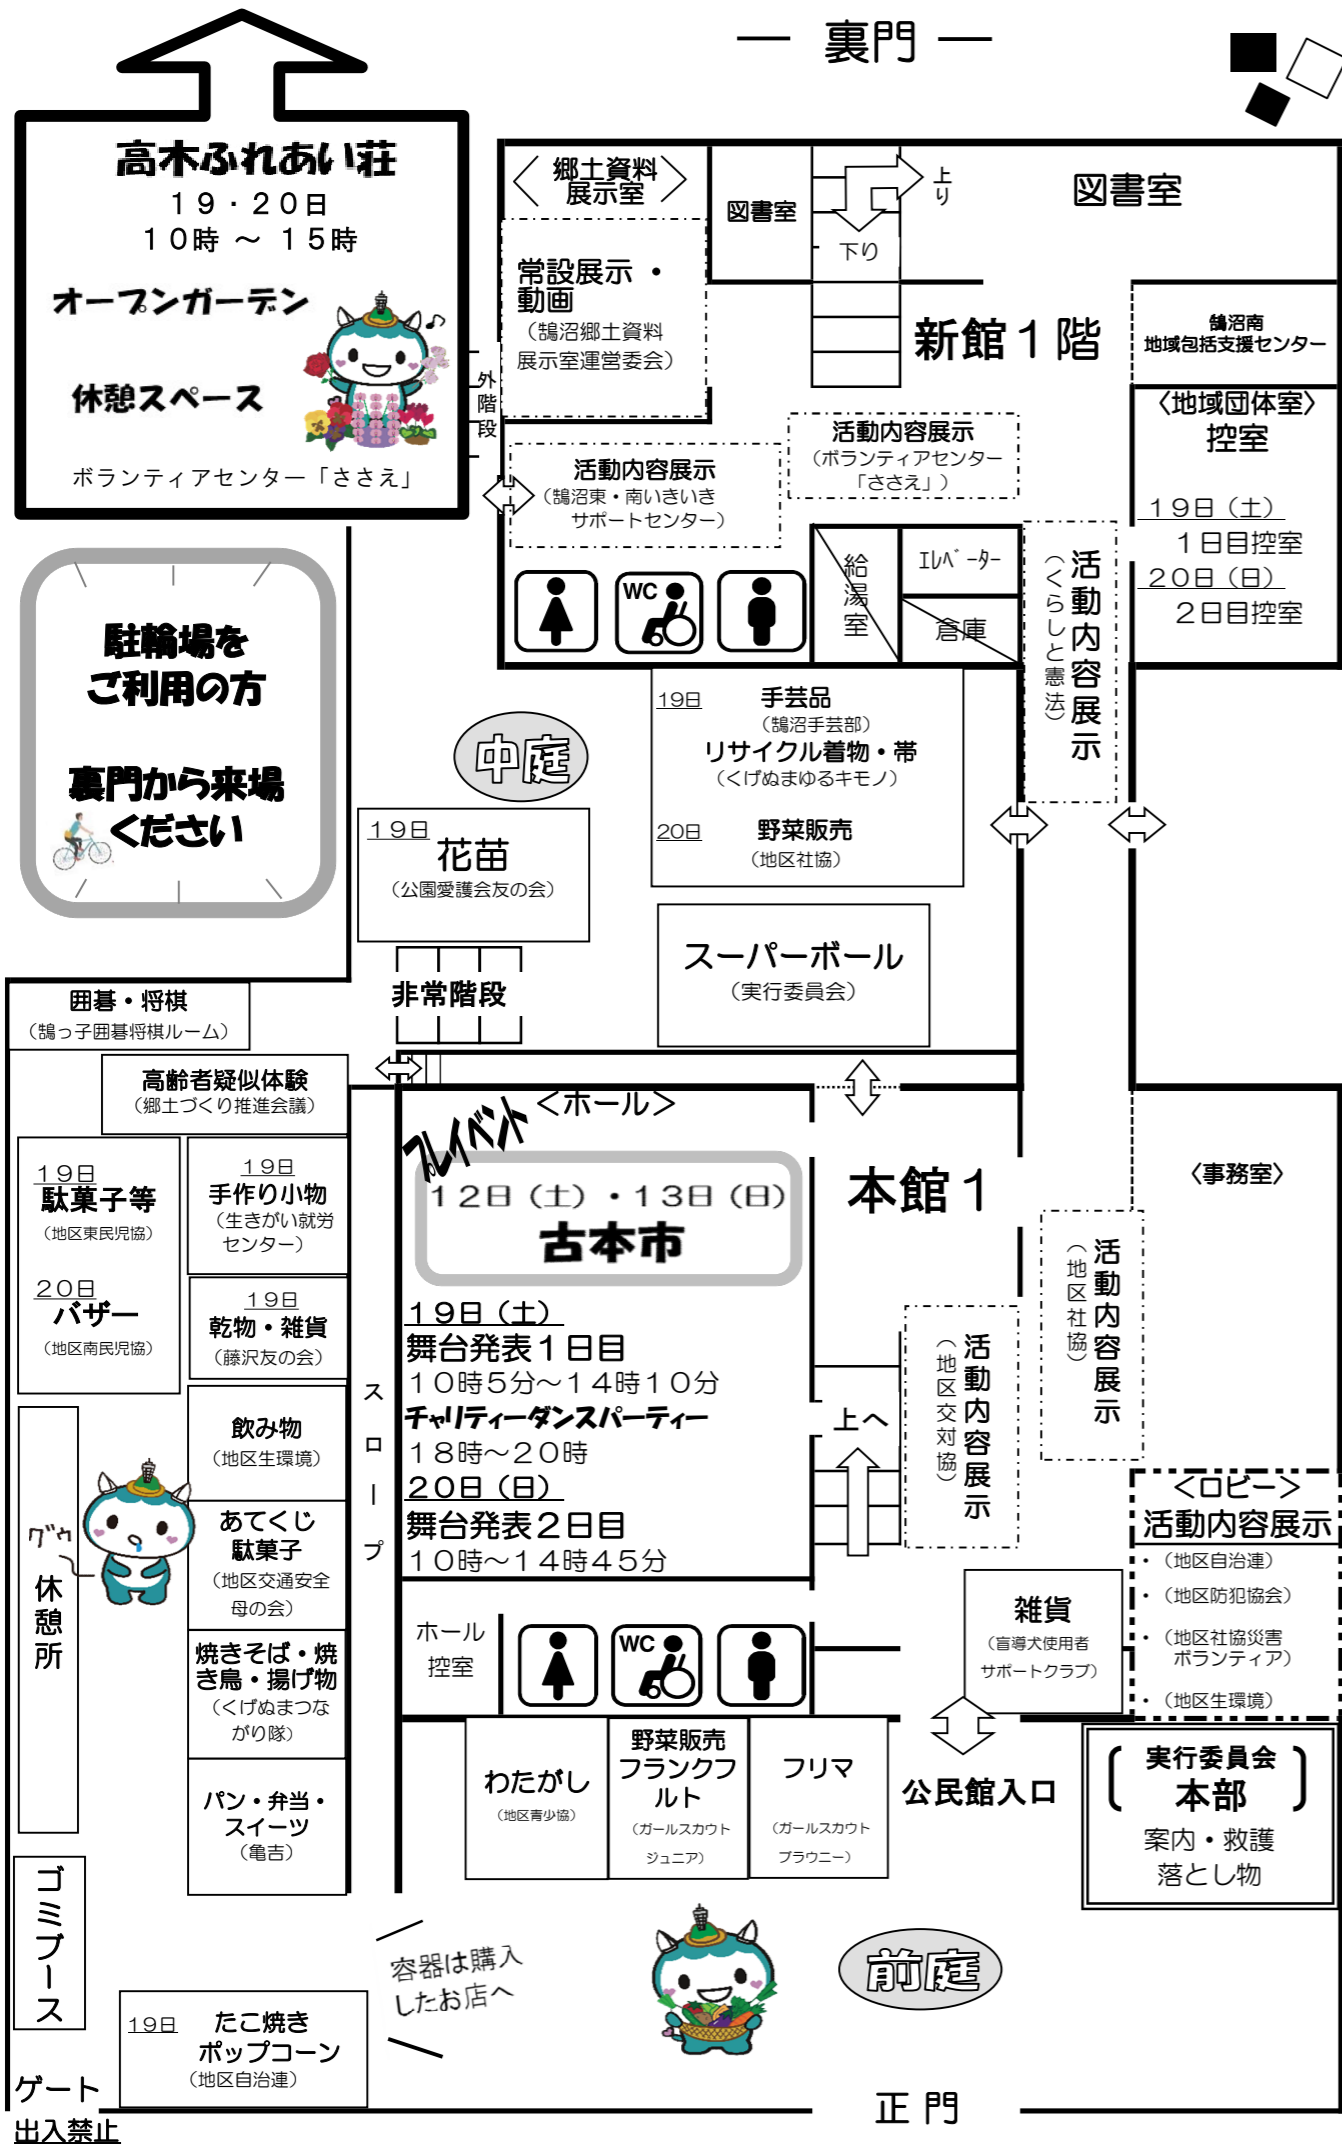 ― 裏門 ―
高木ふれあい荘
19・20日
10時 ～ 15時
オープンガーデン
休憩スペース
ボランティアセンター「ささえ」
駐輪場を
ご利用の方
裏門から来場
ください
〈郷土資料
展示室〉
常設展示 ・
動画
（鵠沼郷土資料
展示室運営委会）
図書室
上り
下り
図書室
新館1階
鵠沼南
地域包括支援センター
〈地域団体室〉
控室
19日（土）
1日目控室
20日（日）
2日目控室
外階段
活動内容展示
（鵠沼東・南いきいき
サポートセンター）
活動内容展示
（ボランティアセンター
「ささえ」）
WC
給湯室
エレベーター
倉庫
活動内容展示
（くらしと憲法）
中庭
19日 手芸品
（鵠沼手芸部）
リサイクル着物・帯
（くげぬまゆるキモノ）
20日 野菜販売
（地区社協）
19日
花苗
（公園愛護会友の会）
スーパーボール
（実行委員会）
非常階段
囲碁・将棋
（鵠っ子囲碁将棋ルーム）
高齢者疑似体験
（郷土づくり推進会議）
19日
駄菓子等
（地区東民児協）
20日
バザー
（地区南民児協）
19日
手作り小物
（生きがい就労
センター）
19日
乾物・雑貨
（藤沢友の会）
飲み物
（地区生環境）
あてくじ
駄菓子
（地区交通安全
母の会）
焼きそば・焼
き鳥・揚げ物
（くげぬまつな
がり隊）
パン・弁当・
スイーツ
（亀吉）
グゥ
休憩所
ゴミブース
スロープ
プレイベント
＜ホール＞
12日（土）・13日（日）
古本市
19日（土）
舞台発表1日目
10時5分～14時10分
チャリティーダンスパーティー
18時～20時
20日（日）
舞台発表2日目
10時～14時45分
本館1
〈事務室〉
活動内容展示
（地区社協）
活動内容展示
（地区交対協）
上へ
＜ロビー＞
活動内容展示
・（地区自治連）
・（地区防犯協会）
・（地区社協災害
ボランティア）
・（地区生環境）
ホール
控室
WC
雑貨
（盲導犬使用者
サポートクラブ）
わたがし
（地区青少協）
野菜販売
フランクフ
ルト
（ガールスカウト
ジュニア）
フリマ
（ガールスカウト
ブラウニー）
公民館入口
実行委員会
本部
案内・救護
落とし物
容器は購入
したお店へ
前庭
19日 たこ焼き
ポップコーン
（地区自治連）
ゲート
出入禁止
正門